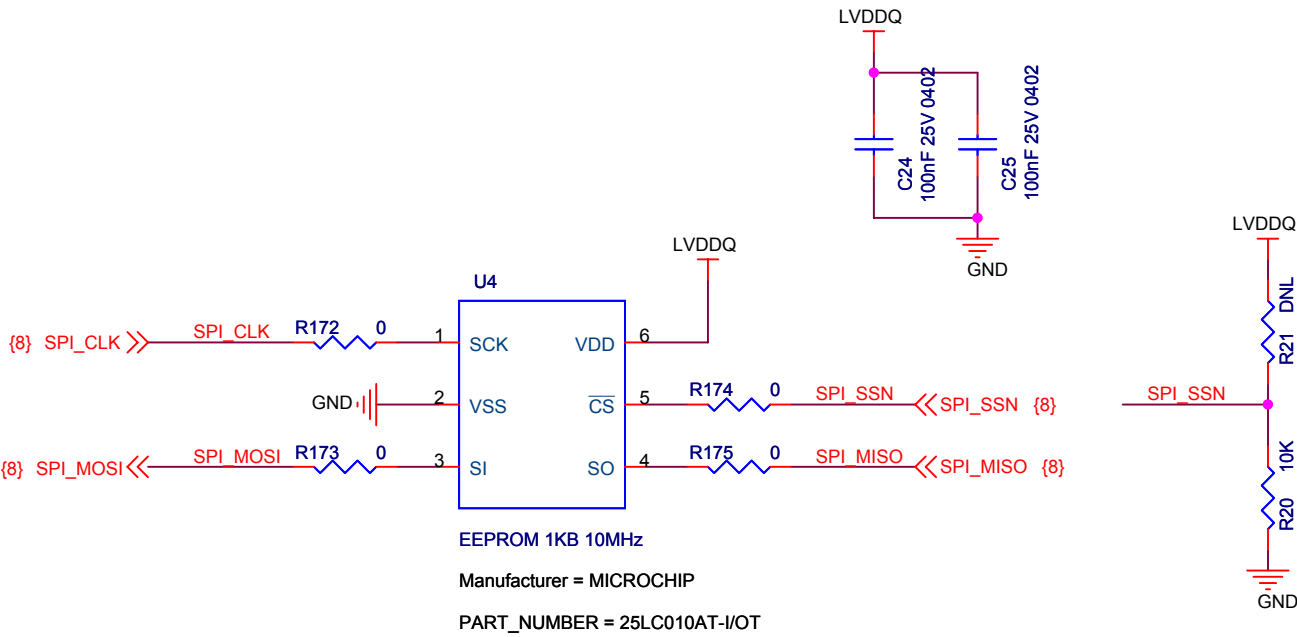 LVDDQ
C24
100nF 25V 0402
C25
100nF 25V 0402
GND
LVDDQ
U4
{8} SPI_CLK
SPI_CLK
R172 0
1
SCK
VDD
6
GND
2
VSS
CS
5
R174 0
SPI_SSN
SPI_SSN {8}
{8} SPI_MOSI
SPI_MOSI
R173 0
3
SI
SO
4
R175 0
SPI_MISO
SPI_MISO {8}
EEPROM 1KB 10MHz
Manufacturer = MICROCHIP
PART_NUMBER = 25LC010AT-I/OT
LVDDQ
R21 DNL
SPI_SSN
R20 10K
GND